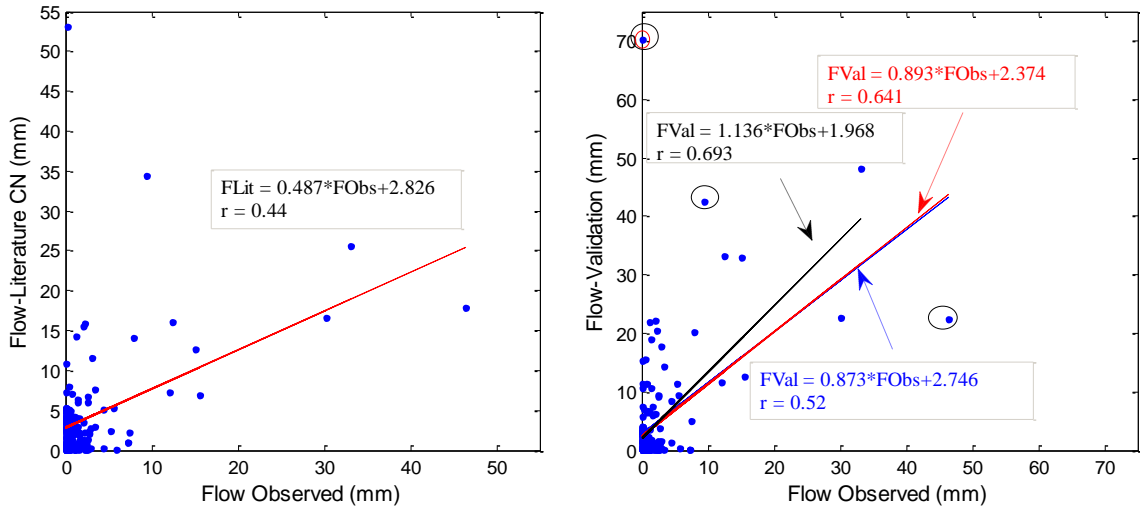 55
50
45
40
35
30
25
20
15
10
5
0
Flow-Literature CN (mm)
FLit = 0.487*FObs+2.826
r = 0.44
0 10 20 30 40 50
Flow Observed (mm)
70
60
50
40
30
20
10
0
Flow-Validation (mm)
FVal = 0.893*FObs+2.374
r = 0.641
FVal = 1.136*FObs+1.968
r = 0.693
FVal = 0.873*FObs+2.746
r = 0.52
0 10 20 30 40 50 60 70
Flow Observed (mm)